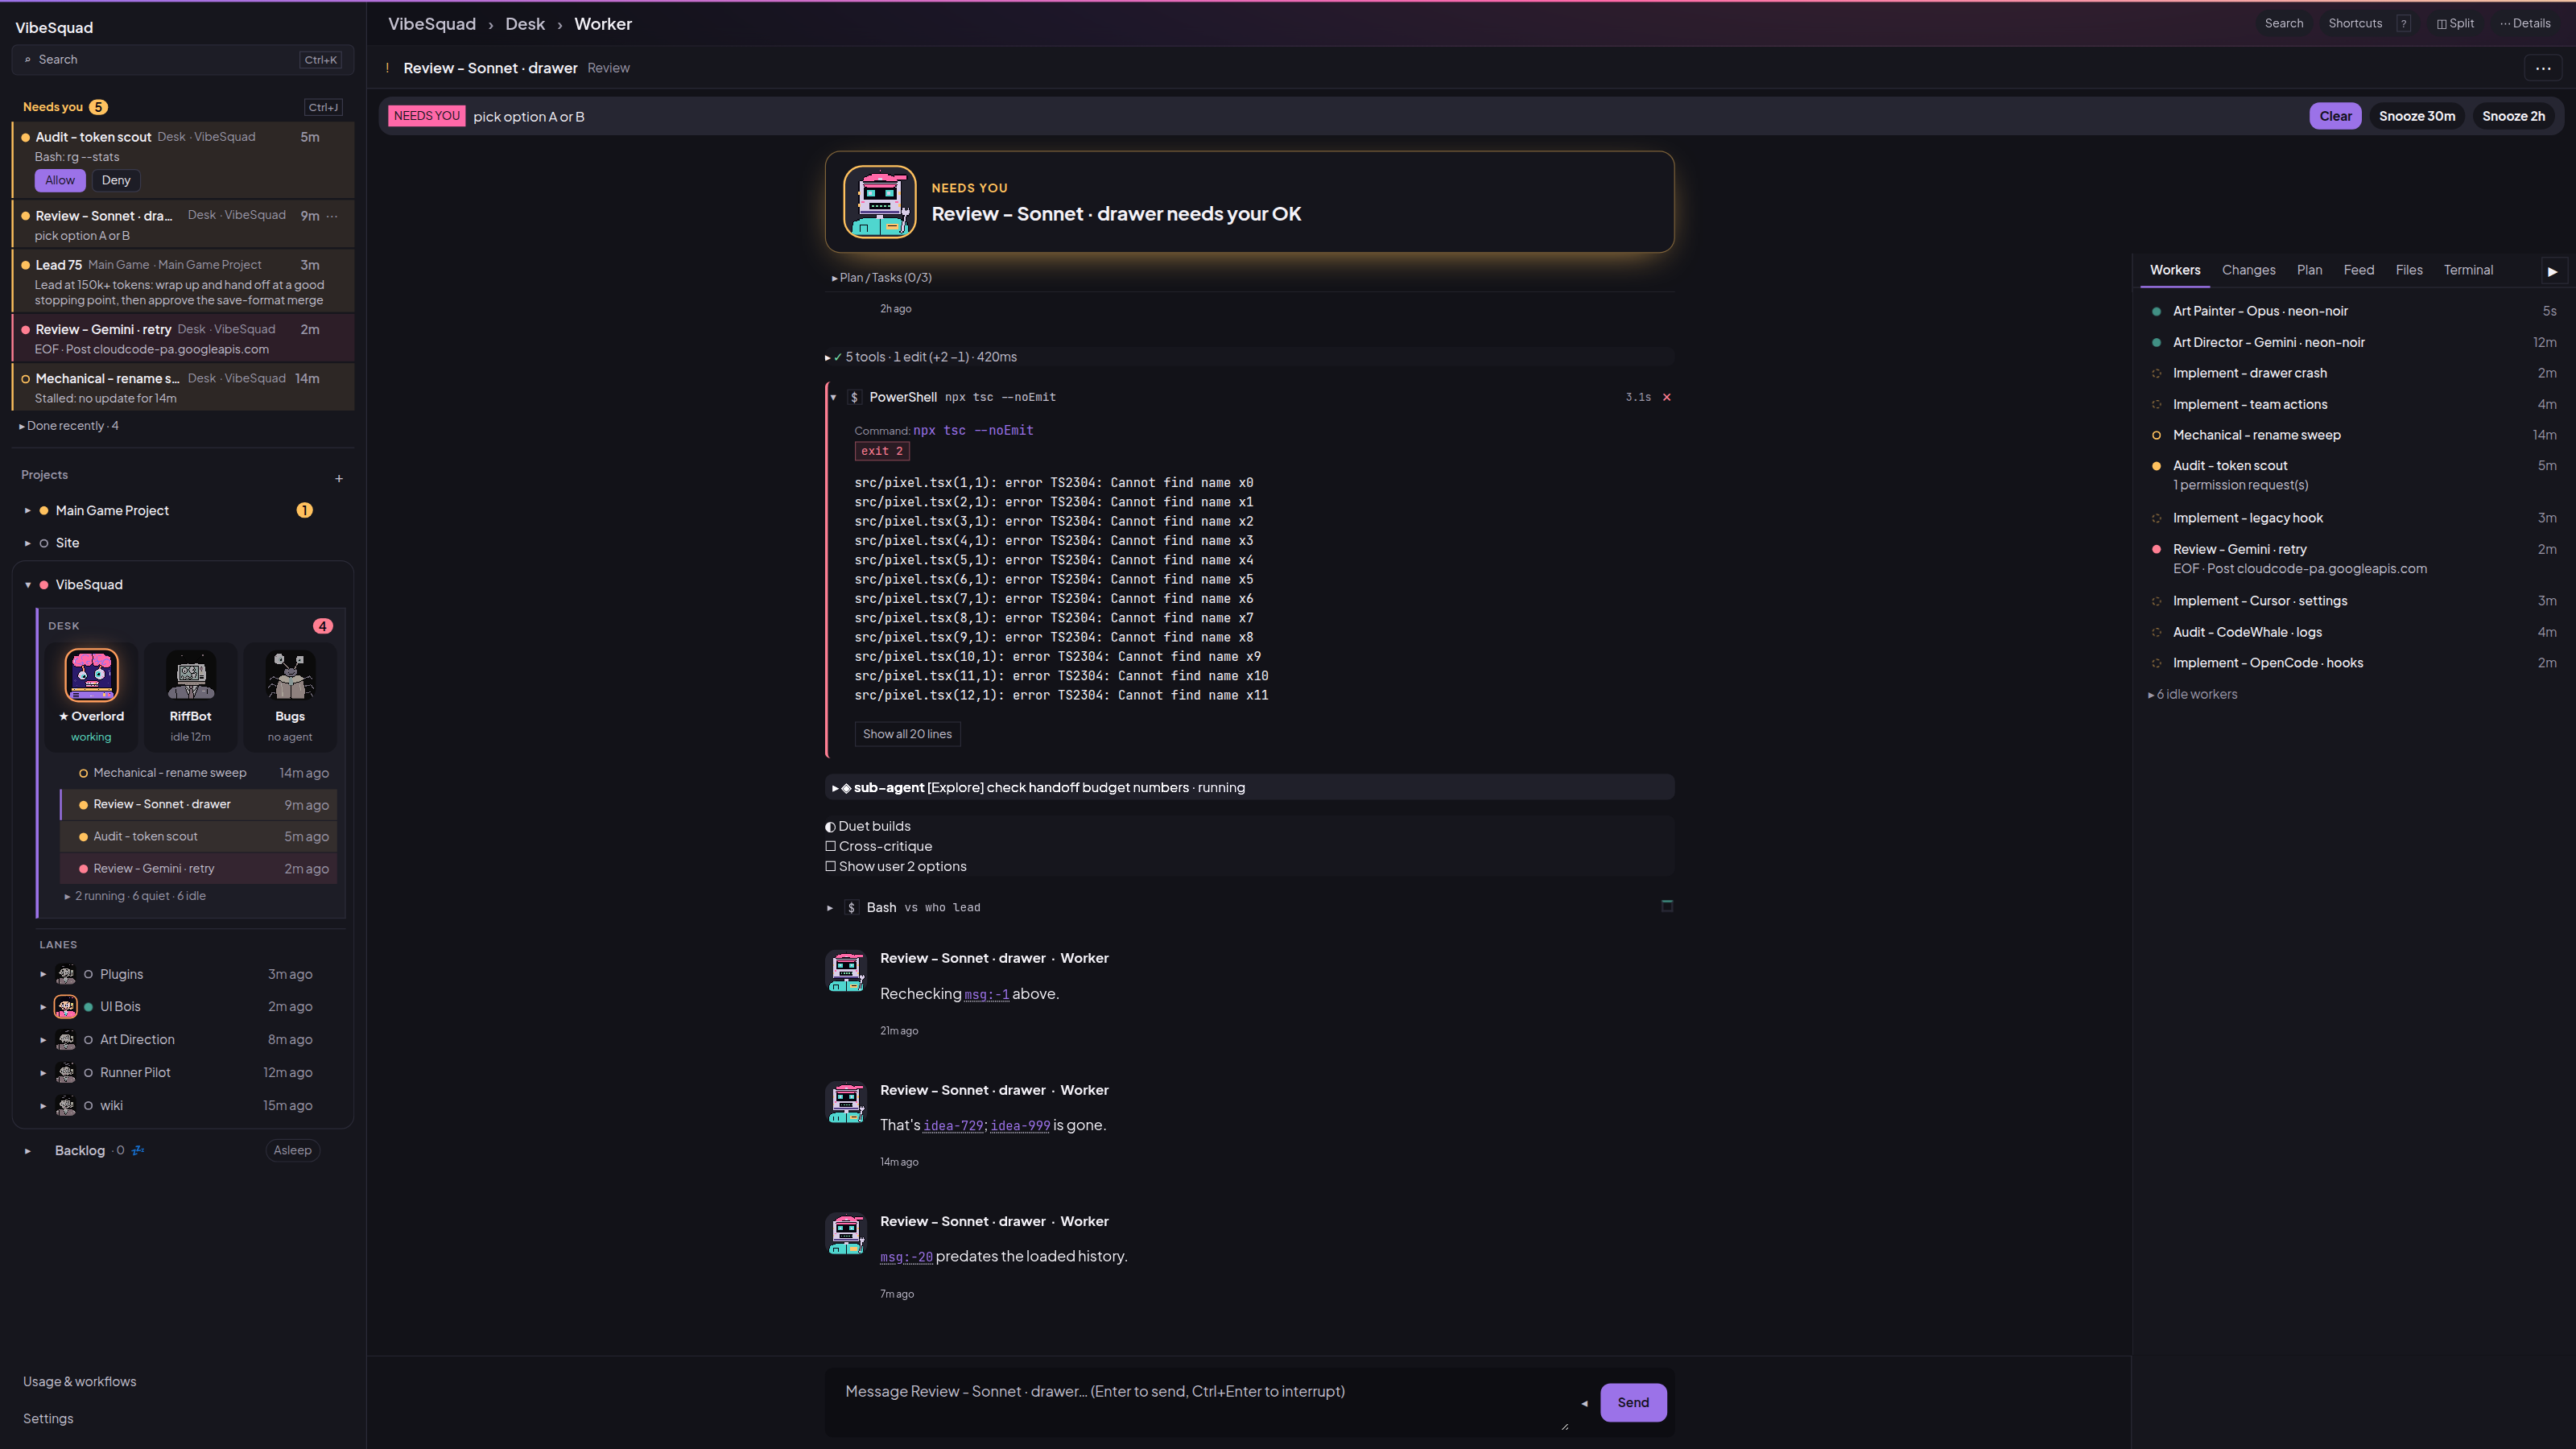 VibeSquad
Search Ctrl+K
Needs you 5 Ctrl+J
Audit - token scout Desk · VibeSquad 5m
Bash: rg --stats
Allow Deny
Review - Sonnet · dra... Desk · VibeSquad 9m ...
pick option A or B
Lead 75 Main Game · Main Game Project 3m
Lead at 150k+ tokens: wrap up and hand off at a good
stopping point, then approve the save-format merge
Review - Gemini · retry Desk · VibeSquad 2m
EOF · Post cloudcode-pa.googleapis.com
Mechanical - rename s... Desk · VibeSquad 14m
Stalled: no update for 14m
▸ Done recently · 4
Projects +
Main Game Project 1
Site
VibeSquad
DESK 4
★ Overlord RiffBot Bugs
working idle 12m no agent
Mechanical - rename sweep 14m ago
Review - Sonnet · drawer 9m ago
Audit - token scout 5m ago
Review - Gemini · retry 2m ago
▸ 2 running · 6 quiet · 6 idle
LANES
Plugins 3m ago
UI Bois 2m ago
Art Direction 8m ago
Runner Pilot 12m ago
wiki 15m ago
Backlog · 0 💤 Asleep
Usage & workflows
Settings
VibeSquad › Desk › Worker
Search Shortcuts ? Split ··· Details
! Review - Sonnet · drawer Review ...
NEEDS YOU pick option A or B Clear Snooze 30m Snooze 2h
NEEDS YOU
Review - Sonnet · drawer needs your OK
▸ Plan / Tasks (0/3)
2h ago
▸ ✓ 5 tools · 1 edit (+2 −1) · 420ms
▾ $ PowerShell npx tsc --noEmit 3.1s ✕
Command: npx tsc --noEmit
exit 2
src/pixel.tsx(1,1): error TS2304: Cannot find name x0
src/pixel.tsx(2,1): error TS2304: Cannot find name x1
src/pixel.tsx(3,1): error TS2304: Cannot find name x2
src/pixel.tsx(4,1): error TS2304: Cannot find name x3
src/pixel.tsx(5,1): error TS2304: Cannot find name x4
src/pixel.tsx(6,1): error TS2304: Cannot find name x5
src/pixel.tsx(7,1): error TS2304: Cannot find name x6
src/pixel.tsx(8,1): error TS2304: Cannot find name x7
src/pixel.tsx(9,1): error TS2304: Cannot find name x8
src/pixel.tsx(10,1): error TS2304: Cannot find name x9
src/pixel.tsx(11,1): error TS2304: Cannot find name x10
src/pixel.tsx(12,1): error TS2304: Cannot find name x11
Show all 20 lines
▸ ◈ sub-agent [Explore] check handoff budget numbers · running
◐ Duet builds
☐ Cross-critique
☐ Show user 2 options
▸ $ Bash vs who lead
Review - Sonnet · drawer · Worker
Rechecking msg:-1 above.
21m ago
Review - Sonnet · drawer · Worker
That's idea-729; idea-999 is gone.
14m ago
Review - Sonnet · drawer · Worker
msg:-20 predates the loaded history.
7m ago
Message Review - Sonnet · drawer... (Enter to send, Ctrl+Enter to interrupt) ◂ Send
Workers Changes Plan Feed Files Terminal ▶
Art Painter - Opus · neon-noir 5s
Art Director - Gemini · neon-noir 12m
Implement - drawer crash 2m
Implement - team actions 4m
Mechanical - rename sweep 14m
Audit - token scout 5m
1 permission request(s)
Implement - legacy hook 3m
Review - Gemini · retry 2m
EOF · Post cloudcode-pa.googleapis.com
Implement - Cursor · settings 3m
Audit - CodeWhale · logs 4m
Implement - OpenCode · hooks 2m
▸ 6 idle workers